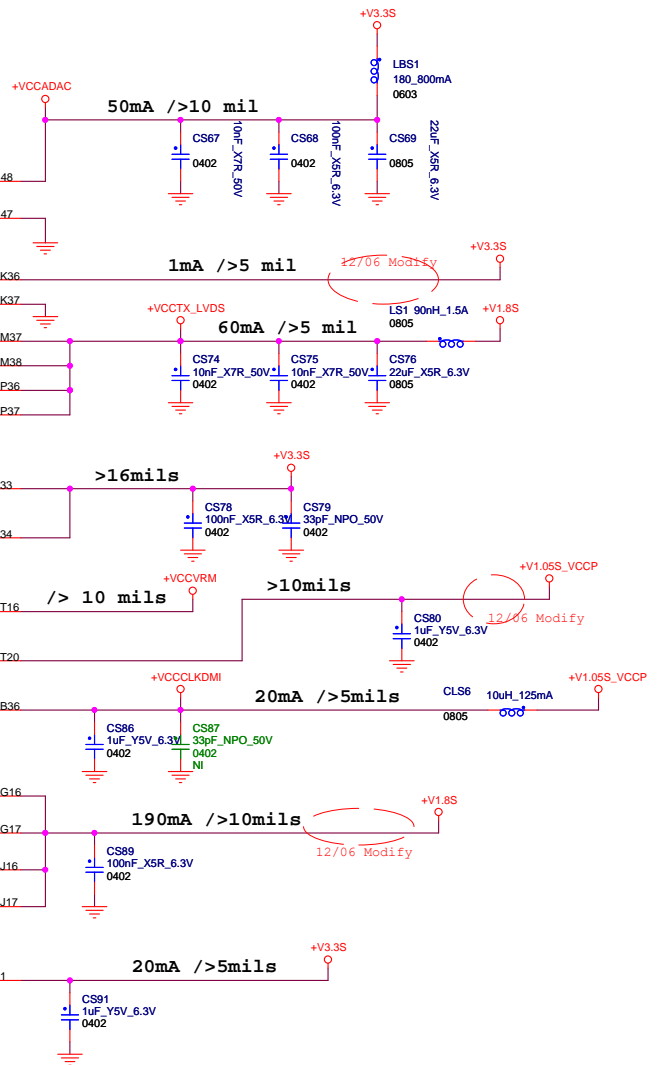 +V3.3S
LBS1
180_800mA
0603
+VCCADAC
50mA />10 mil
CS67
0402
10nF_X7R_50V
CS68
0402
100nF_X5R_6.3V
CS69
0805
22uF_X5R_6.3V
48
47
+V3.3S
K36
1mA />5 mil
12/06 Modify
K37
LS1 90nH_1.5A
0805
+V1.8S
+VCCTX_LVDS
60mA />5 mil
M37
M38
P36
P37
CS74
10nF_X7R_50V
0402
CS75
10nF_X7R_50V
0402
CS76
22uF_X5R_6.3V
0805
+V3.3S
>16mils
33
34
CS78
100nF_X5R_6.3V
0402
CS79
33pF_NPO_50V
0402
+V1.05S_VCCP
+VCCVRM
/> 10 mils
>10mils
T16
12/06 Modify
CS80
1uF_Y5V_6.3V
0402
T20
+VCCCLKDMI
20mA />5mils
CLS6
0805
10uH_125mA
+V1.05S_VCCP
B36
CS86
1uF_Y5V_6.3V
0402
CS87
33pF_NPO_50V
0402
NI
G16
G17
J16
J17
190mA />10mils
+V1.8S
12/06 Modify
CS89
100nF_X5R_6.3V
0402
+V3.3S
20mA />5mils
1
CS91
1uF_Y5V_6.3V
0402